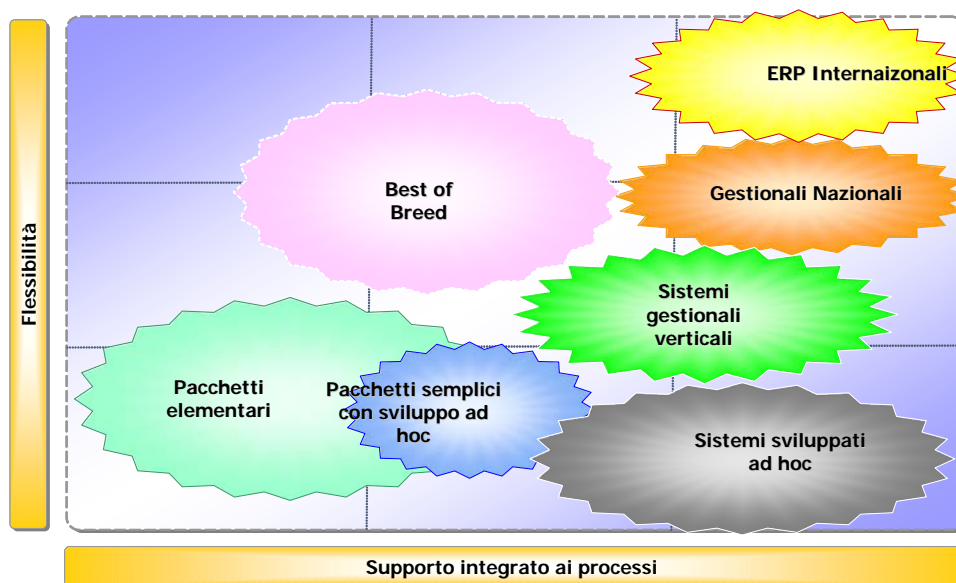 ERP Internaizonali
Best of
Breed
Gestionali Nazionali
Sistemi
gestionali
verticali
Pacchetti
elementari
Pacchetti semplici
con sviluppo ad
hoc
Sistemi sviluppati
ad hoc
Flessibilità
Supporto integrato ai processi